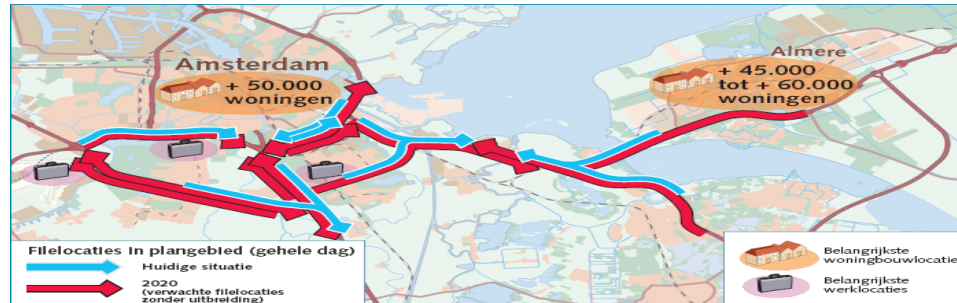 Amsterdam
+ 50.000
woningen
Almere
+ 45.000
tot + 60.000
woningen
Filelocaties in plangebied (gehele dag)
Huidige situatie
2020
(verwachte filelocaties
zonder uitbreiding)
Belangrijkste
woningbouwlocatie
Belangrijkste
werklocaties